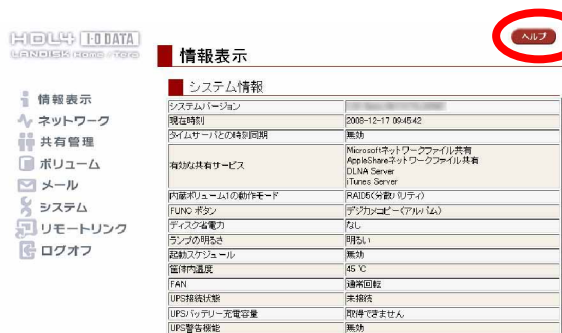 HDL4 I-O DATA
LANDISK Home / Tera
ヘルプ
情報表示
情報表示
ネットワーク
共有管理
ボリューム
メール
システム
リモートリンク
ログオフ
システム情報
システムバージョン
現在時刻 2008-12-17 09:45:42
タイムサーバとの時刻同期 無効
有効な共有サービス
Microsoftネットワークファイル共有
AppleShareネットワークファイル共有
DLNA Server
iTunes Server
内蔵ボリューム1の動作モード RAID5(分散パリティ)
FUNC ボタン デジカメコピー(アルバム)
ディスク省電力 なし
ランプの明るさ 明るい
起動スケジュール 無効
筐体内温度 45 ℃
FAN 通常回転
UPS接続状態 未接続
UPSバッテリー充電容量 取得できません
UPS警告機能 無効